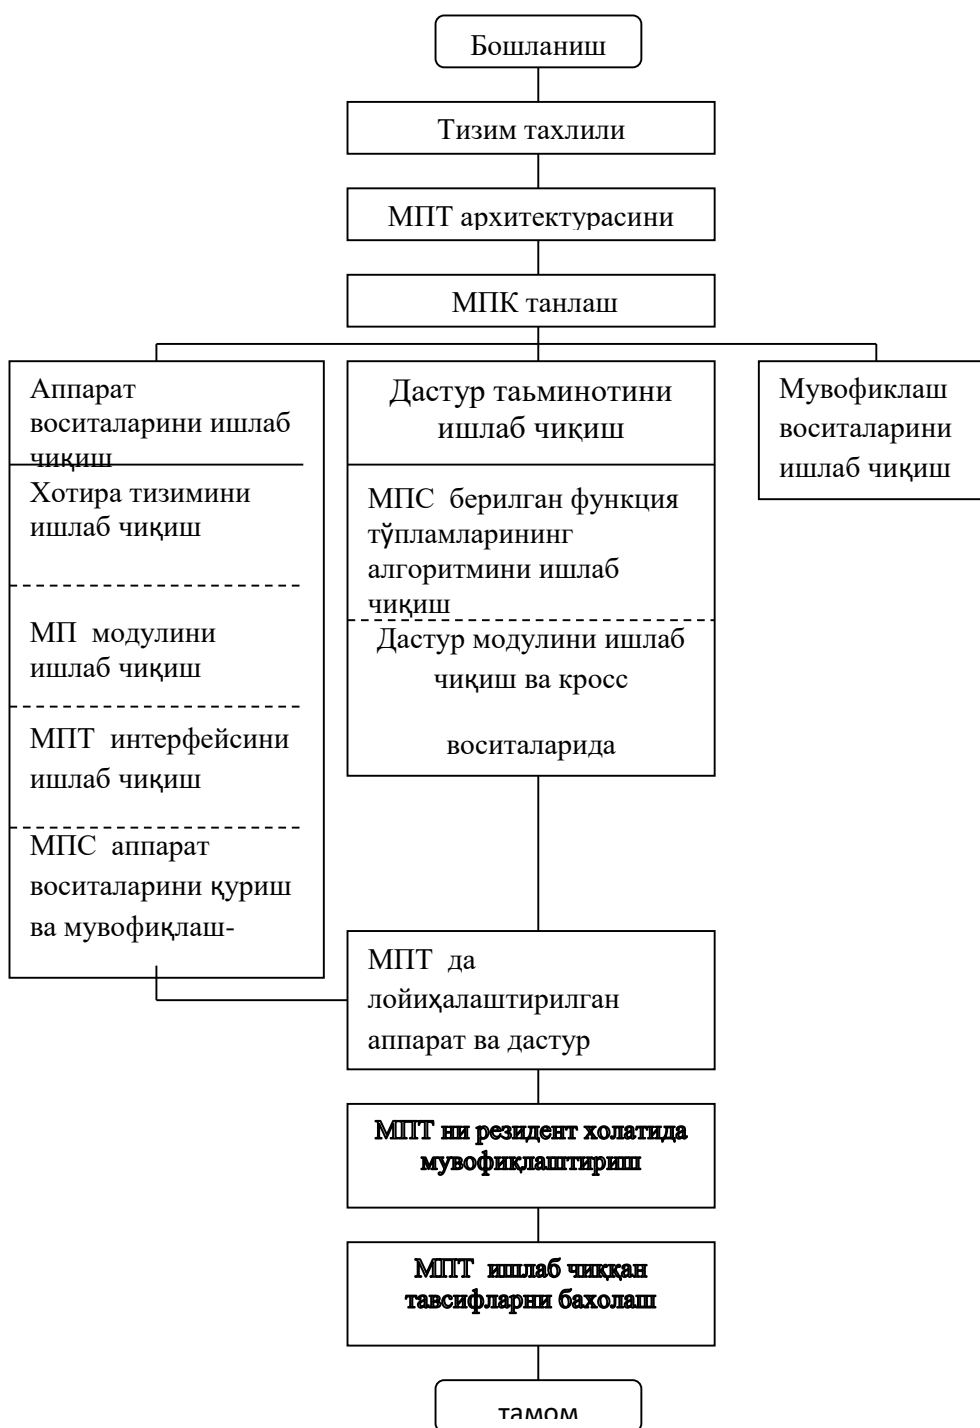 Бошланиш
Тизим тахлили
МПТ архитектурасини
МПК танлаш
Аппарат
воситаларини ишлаб
чиқиш
Хотира тизимини
ишлаб чиқиш
МП модулини
ишлаб чиқиш
МПТ интерфейсини
ишлаб чиқиш
МПС аппарат
воситаларини қуриш
ва мувофиқлаш-
Дастур таьминотини
ишлаб чиқиш
МПС берилган функция
тўпламларининг
алгоритмини ишлаб
чиқиш
Дастур модулини ишлаб
чиқиш ва кросс
воситаларида
Мувофиклаш
воситаларини
ишлаб чиқиш
МПТ да
лойиҳалаштирилган
аппарат ва дастур
МПТ ни резидент холатида
мувофиқлаштириш
МПТ ишлаб чиққан
тавсифларни бахолаш
тамом